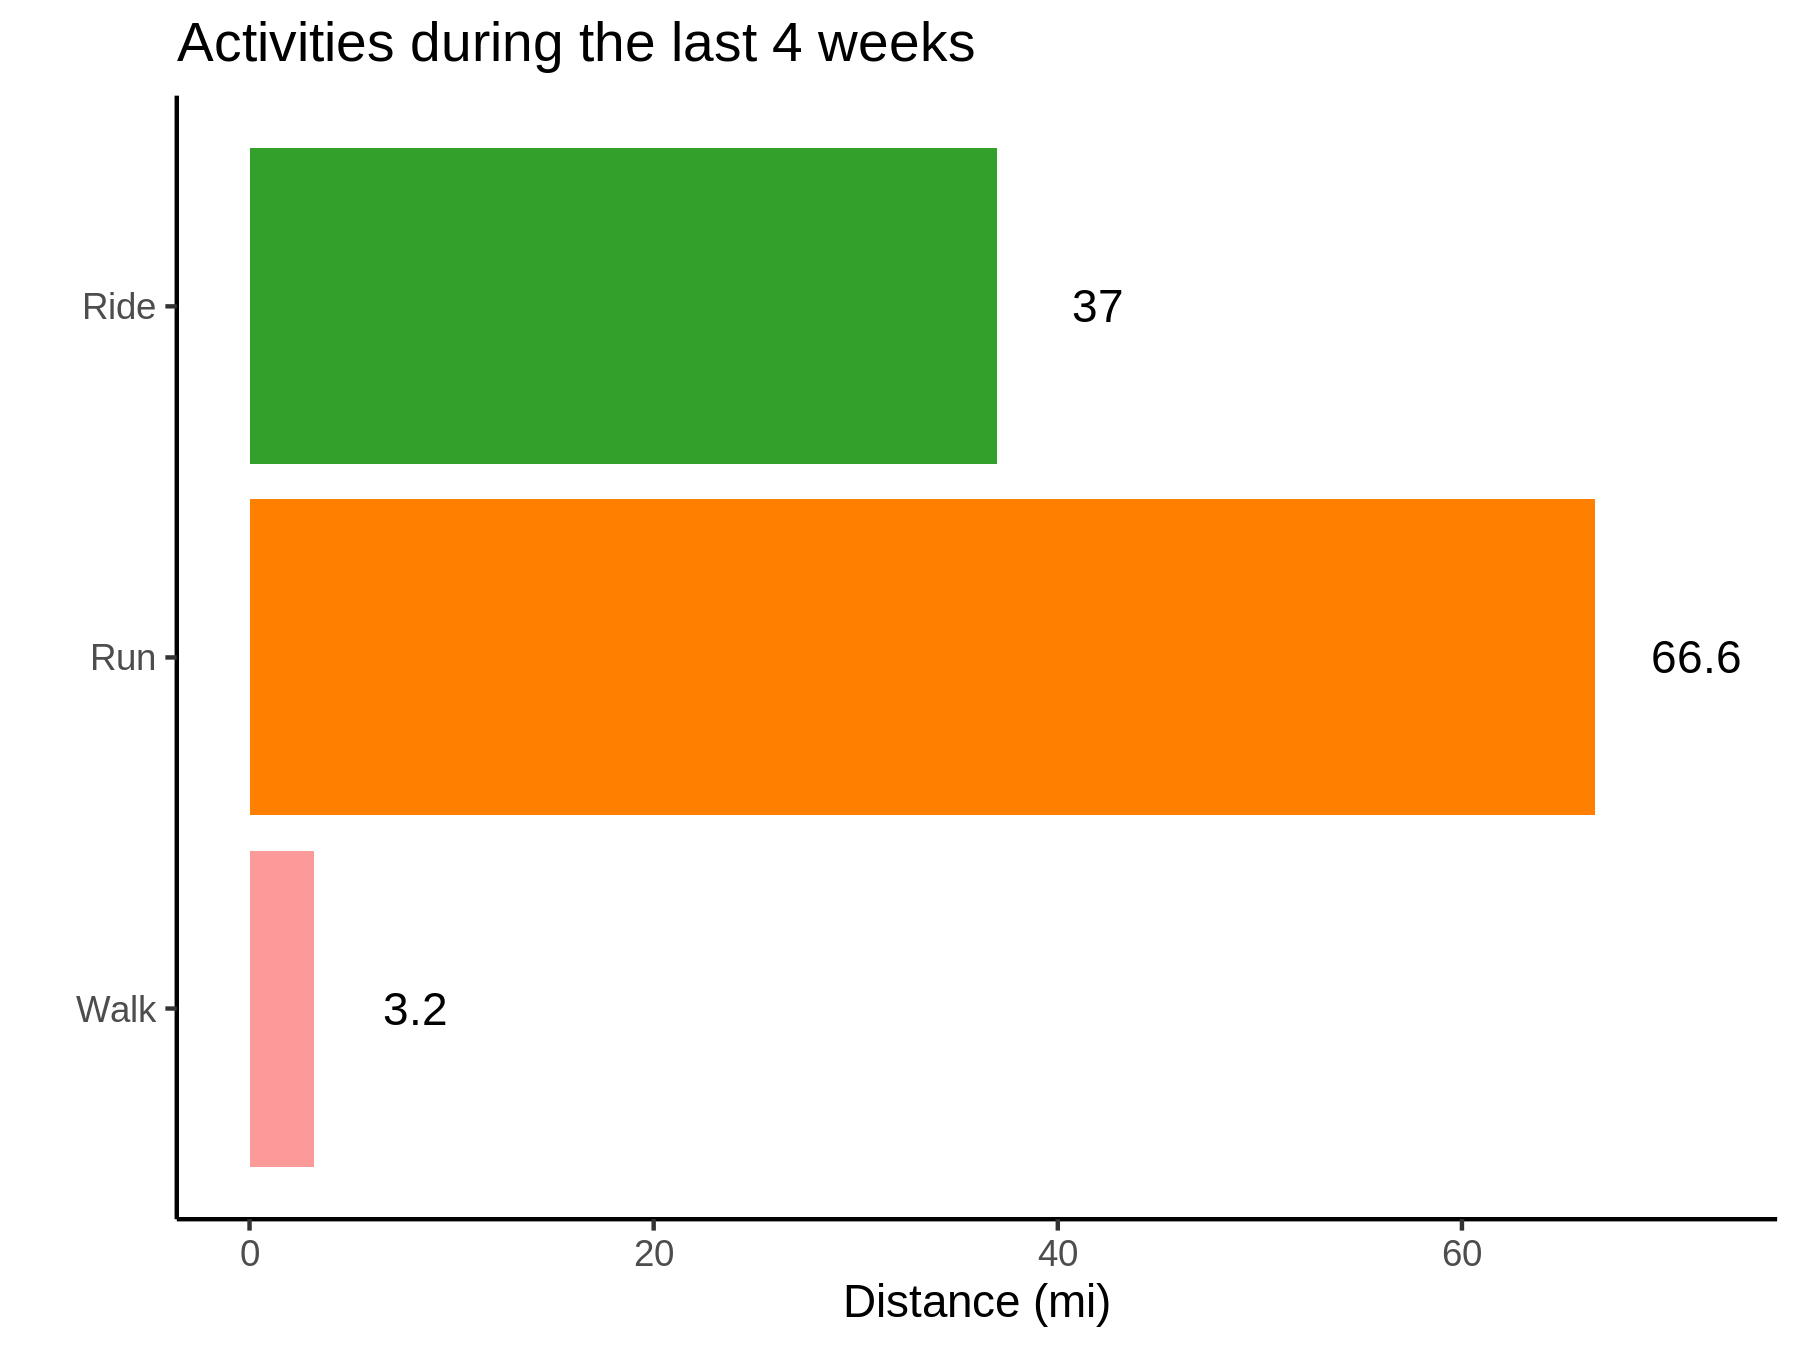 Activities during the last 4 weeks
Ride
37
Run
66.6
Walk
3.2
0 20 40 60
Distance (mi)